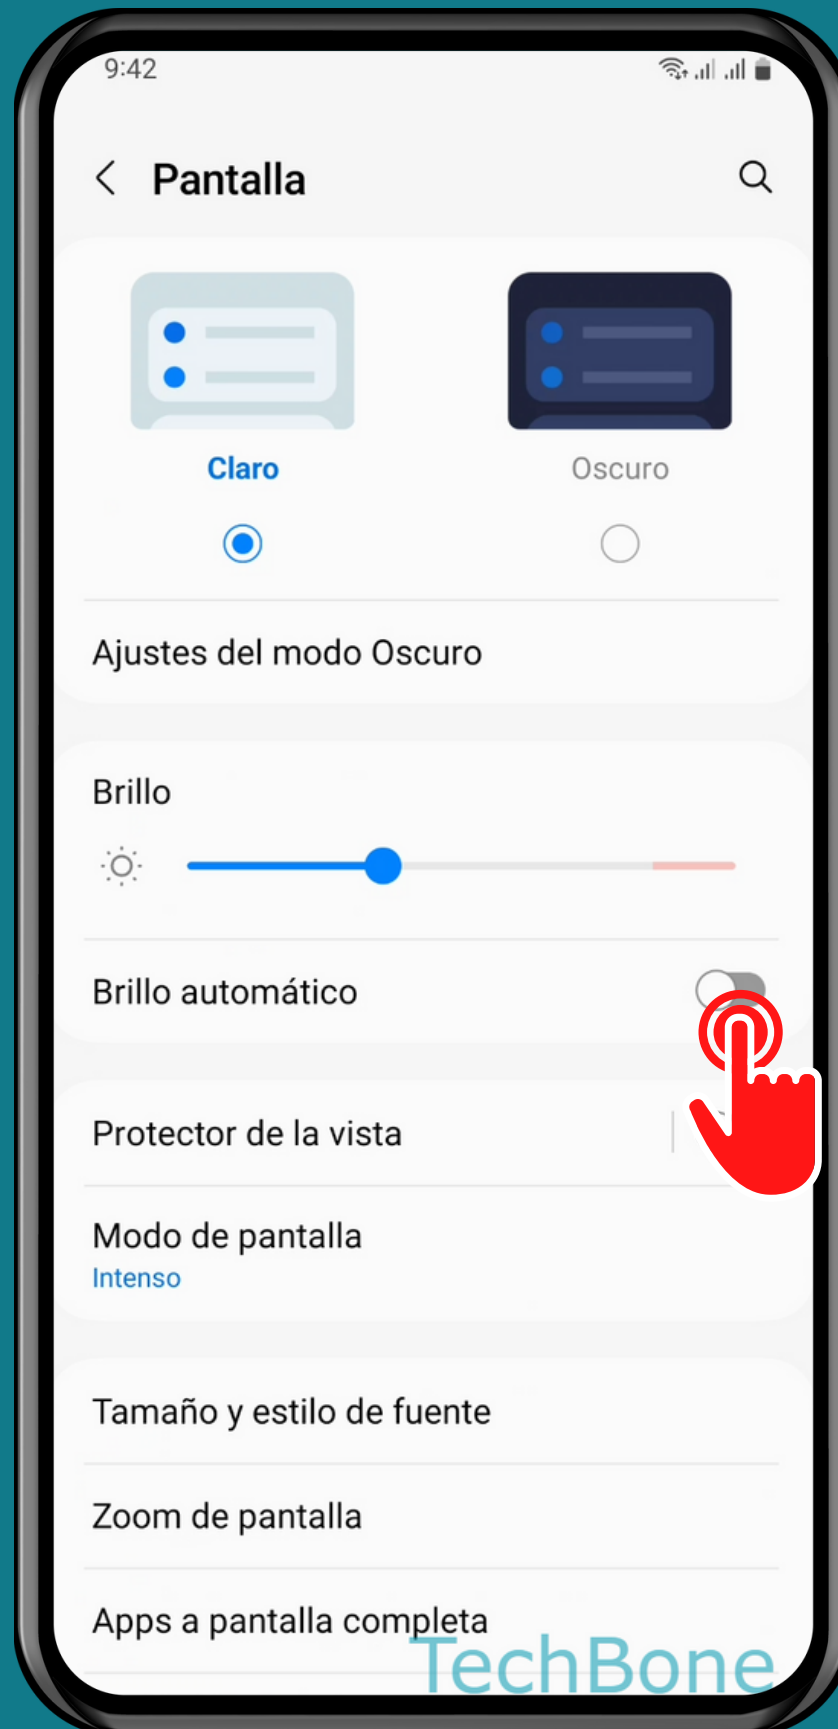 9:42
Pantalla
Claro
Oscuro
Ajustes del modo Oscuro
Brillo
Brillo automático
Protector de la vista
Modo de pantalla
Intenso
Tamaño y estilo de fuente
Zoom de pantalla
Apps a pantalla completa
TechBone